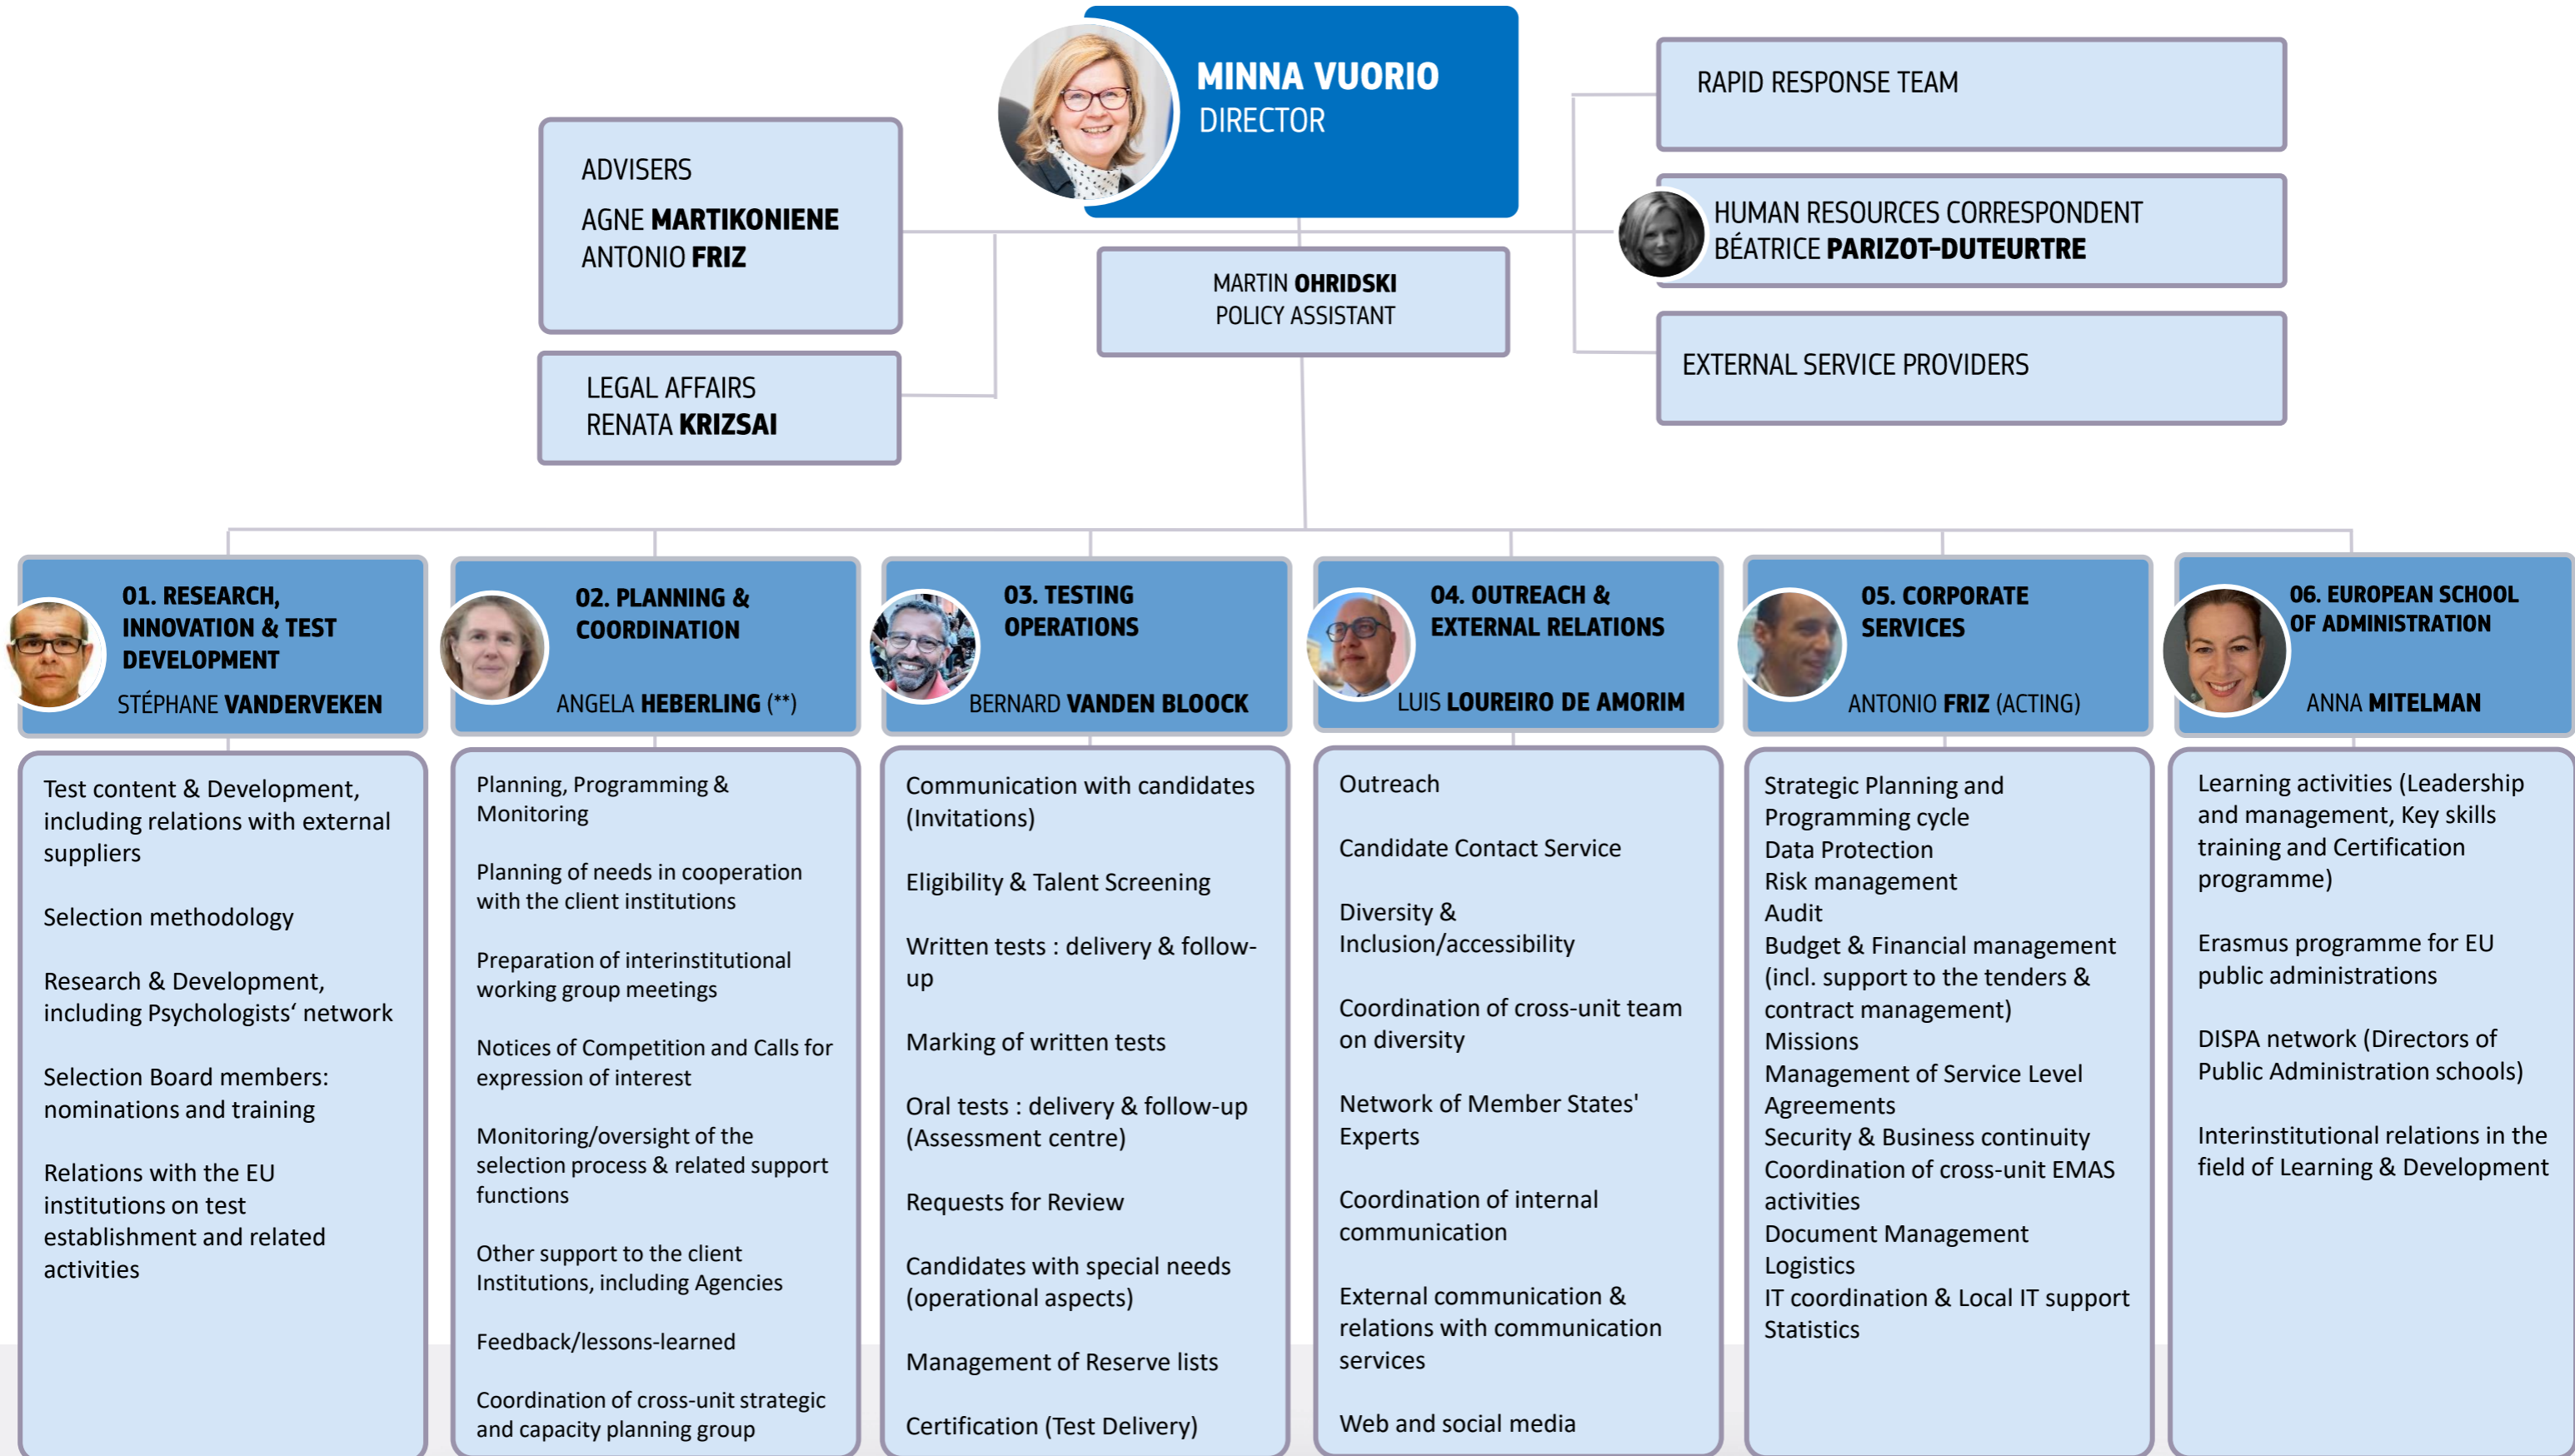 MINNA VUORIO
DIRECTOR
ADVISERS
AGNE MARTIKONIENE
ANTONIO FRIZ
LEGAL AFFAIRS
RENATA KRIZSAI
MARTIN OHRIDSKI
POLICY ASSISTANT
RAPID RESPONSE TEAM
HUMAN RESOURCES CORRESPONDENT
BÉATRICE PARIZOT-DUTEURTRE
EXTERNAL SERVICE PROVIDERS
01. RESEARCH,
INNOVATION & TEST
DEVELOPMENT
STÉPHANE VANDERVEKEN
Test content & Development,
including relations with external
suppliers
Selection methodology
Research & Development,
including Psychologists‘ network
Selection Board members:
nominations and training
Relations with the EU
institutions on test
establishment and related
activities
02. PLANNING &
COORDINATION
ANGELA HEBERLING (**)
Planning, Programming &
Monitoring
Planning of needs in cooperation
with the client institutions
Preparation of interinstitutional
working group meetings
Notices of Competition and Calls for
expression of interest
Monitoring/oversight of the
selection process & related support
functions
Other support to the client
Institutions, including Agencies
Feedback/lessons-learned
Coordination of cross-unit strategic
and capacity planning group
03. TESTING
OPERATIONS
BERNARD VANDEN BLOOCK
Communication with candidates
(Invitations)
Eligibility & Talent Screening
Written tests : delivery & follow-
up
Marking of written tests
Oral tests : delivery & follow-up
(Assessment centre)
Requests for Review
Candidates with special needs
(operational aspects)
Management of Reserve lists
Certification (Test Delivery)
04. OUTREACH &
EXTERNAL RELATIONS
LUIS LOUREIRO DE AMORIM
Outreach
Candidate Contact Service
Diversity &
Inclusion/accessibility
Coordination of cross-unit team
on diversity
Network of Member States'
Experts
Coordination of internal
communication
External communication &
relations with communication
services
Web and social media
05. CORPORATE
SERVICES
ANTONIO FRIZ (ACTING)
Strategic Planning and
Programming cycle
Data Protection
Risk management
Audit
Budget & Financial management
(incl. support to the tenders &
contract management)
Missions
Management of Service Level
Agreements
Security & Business continuity
Coordination of cross-unit EMAS
activities
Document Management
Logistics
IT coordination & Local IT support
Statistics
06. EUROPEAN SCHOOL
OF ADMINISTRATION
ANNA MITELMAN
Learning activities (Leadership
and management, Key skills
training and Certification
programme)
Erasmus programme for EU
public administrations
DISPA network (Directors of
Public Administration schools)
Interinstitutional relations in the
field of Learning & Development